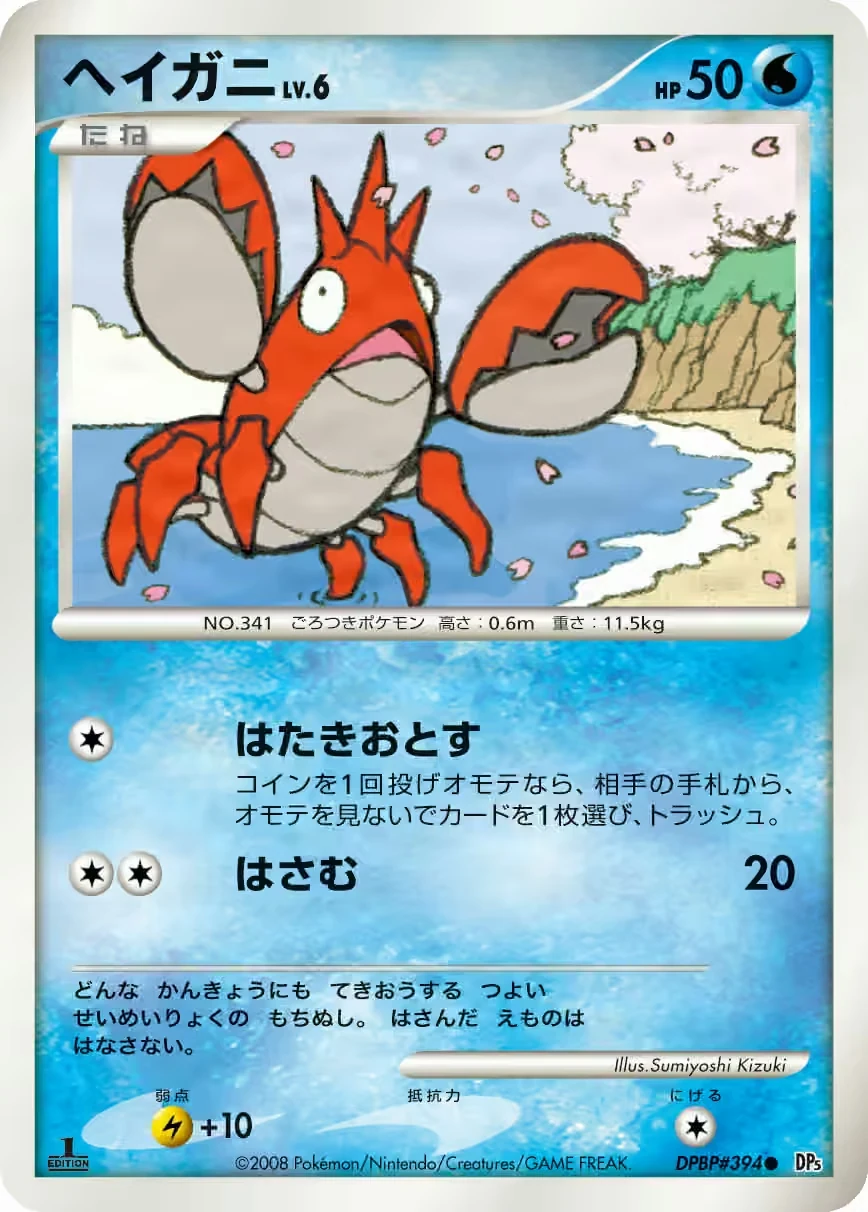 ヘイガニ LV.6 HP 50
たね
NO.341 ごろつきポケモン 高さ：0.6m 重さ：11.5kg
はたきおとす
コインを1回投げオモテなら、相手の手札から、
オモテを見ないでカードを1枚選び、トラッシュ。
はさむ 20
どんな かんきょうにも てきおうする つよい
せいめいりょくの もちぬし。 はさんだ えものは
はなさない。
Illus.Sumiyoshi Kizuki
弱点 抵抗力 にげる
+10
1 EDITION ©2008 Pokémon/Nintendo/Creatures/GAME FREAK. DPBP#394● DP5